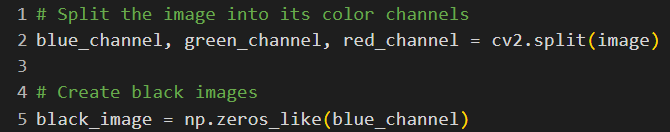 1 # Split the image into its color channels
2 blue_channel, green_channel, red_channel = cv2.split(image)
3
4 # Create black images
5 black_image = np.zeros_like(blue_channel)